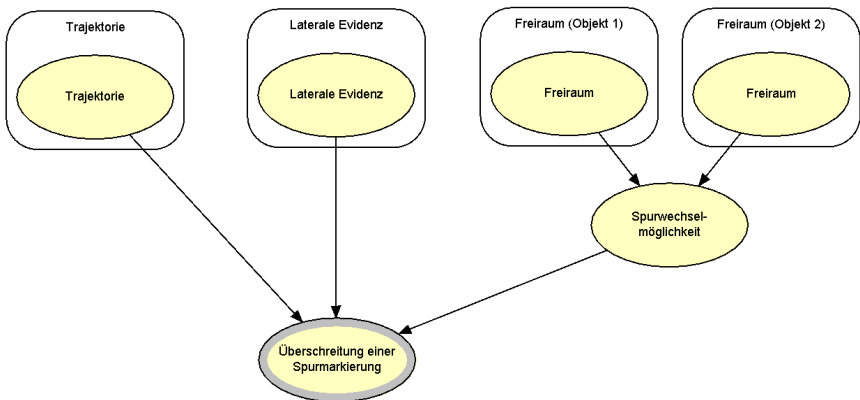 Trajektorie
Trajektorie
Laterale Evidenz
Laterale Evidenz
Freiraum (Objekt 1)
Freiraum
Freiraum (Objekt 2)
Freiraum
Spurwechsel-
möglichkeit
Überschreitung einer
Spurmarkierung